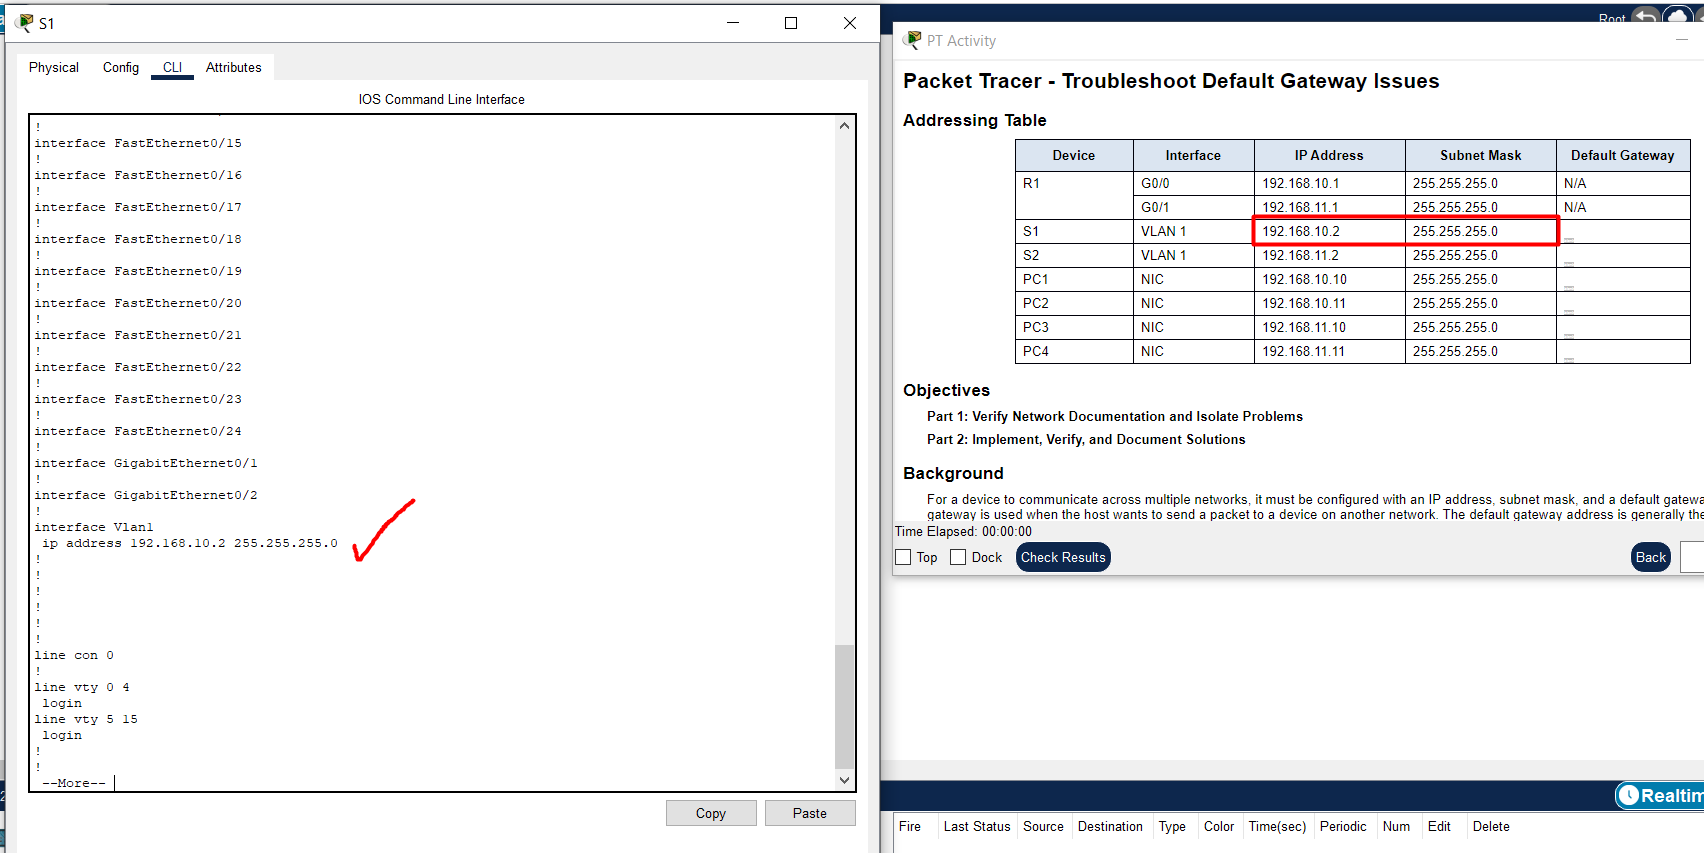 S1
Physical Config CLI Attributes
IOS Command Line Interface
!
interface FastEthernet0/15
!
interface FastEthernet0/16
!
interface FastEthernet0/17
!
interface FastEthernet0/18
!
interface FastEthernet0/19
!
interface FastEthernet0/20
!
interface FastEthernet0/21
!
interface FastEthernet0/22
!
interface FastEthernet0/23
!
interface FastEthernet0/24
!
interface GigabitEthernet0/1
!
interface GigabitEthernet0/2
!
interface Vlan1
ip address 192.168.10.2 255.255.255.0
!
!
!
!
!
!
line con 0
!
line vty 0 4
login
line vty 5 15
login
!
!
--More--
Copy Paste
Root
PT Activity
Packet Tracer - Troubleshoot Default Gateway Issues
Addressing Table
Device Interface IP Address Subnet Mask Default Gateway
R1 G0/0 192.168.10.1 255.255.255.0 N/A
G0/1 192.168.11.1 255.255.255.0 N/A
S1 VLAN 1 192.168.10.2 255.255.255.0
S2 VLAN 1 192.168.11.2 255.255.255.0
PC1 NIC 192.168.10.10 255.255.255.0
PC2 NIC 192.168.10.11 255.255.255.0
PC3 NIC 192.168.11.10 255.255.255.0
PC4 NIC 192.168.11.11 255.255.255.0
Objectives
Part 1: Verify Network Documentation and Isolate Problems
Part 2: Implement, Verify, and Document Solutions
Background
For a device to communicate across multiple networks, it must be configured with an IP address, subnet mask, and a default gatewa
gateway is used when the host wants to send a packet to a device on another network. The default gateway address is generally the
Time Elapsed: 00:00:00
Top Dock Check Results Back
Realtim
Fire Last Status Source Destination Type Color Time(sec) Periodic Num Edit Delete